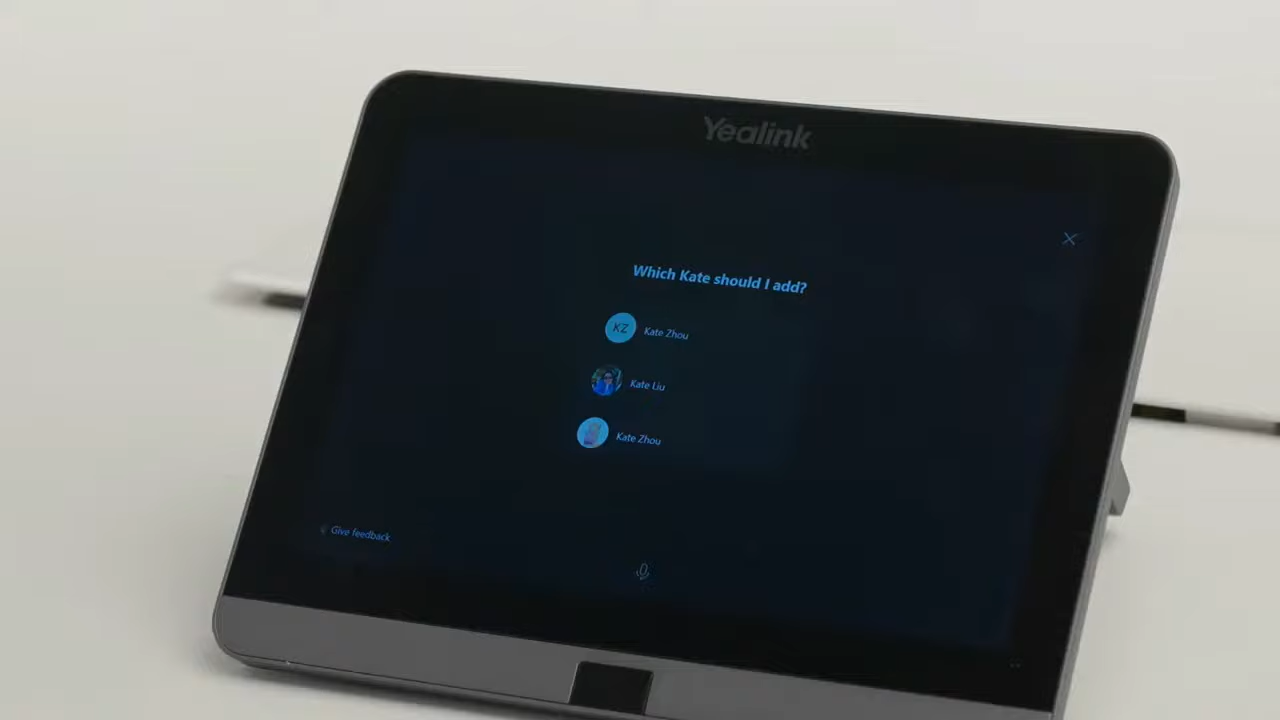 Yealink
Which Kate should I add?
KZ Kate Zhou
Kate Liu
Kate Zhou
Give feedback